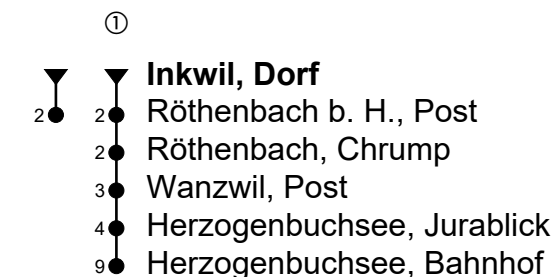 ①
Inkwil, Dorf
2 2 Röthenbach b. H., Post
2 Röthenbach, Chrump
3 Wanzwil, Post
4 Herzogenbuchsee, Jurablick
9 Herzogenbuchsee, Bahnhof